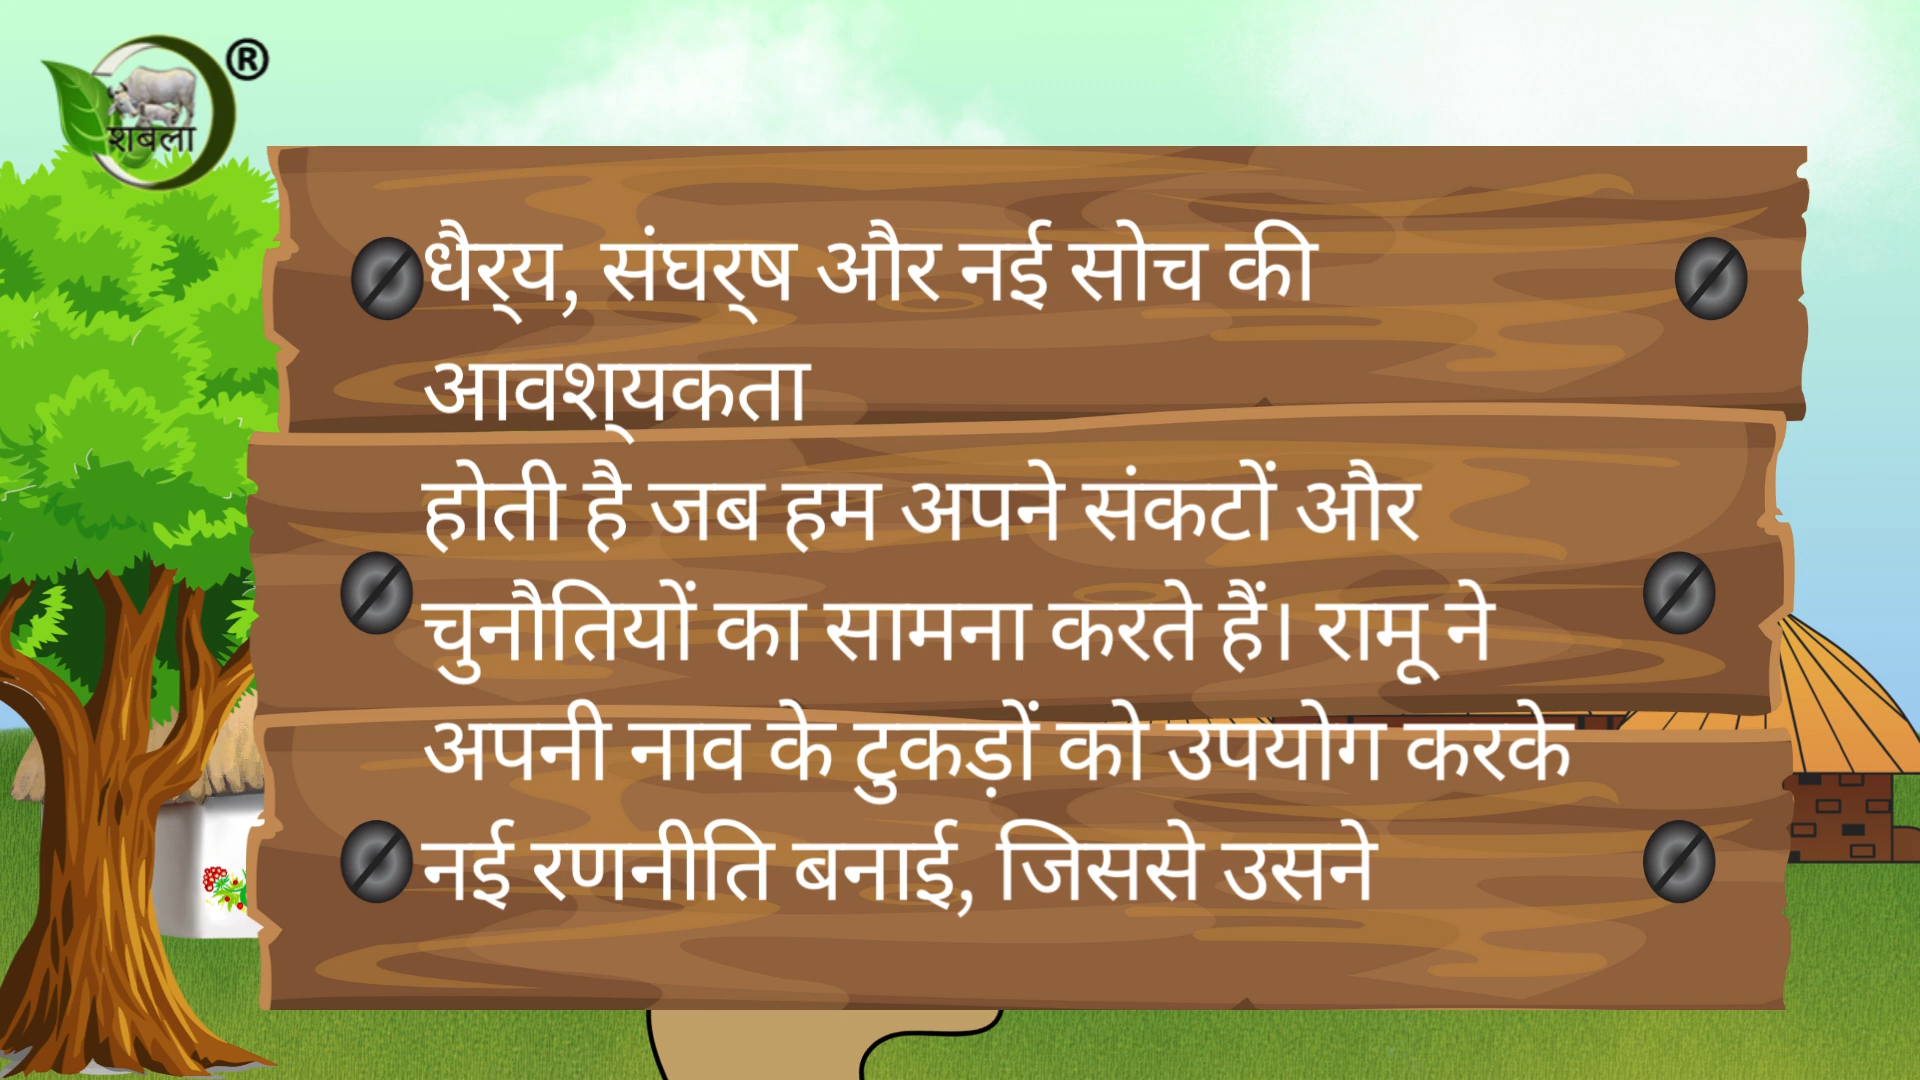 शबला
®
धैर्‌य, संघर्‌ष और नई सोच की
आवश्‌यकता
होती है जब हम अपने संकटों और
चुनौतियों का सामना करते हैं। रामू ने
अपनी नाव के टुकड़ों को उपयोग करके
नई रणनीति बनाई, जिससे उसने